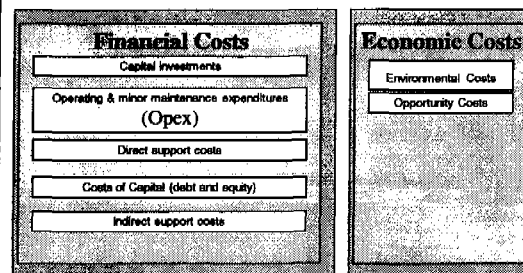 Financial Costs
Capital investments
Operating & minor maintenance expenditures
(Opex)
Direct support costs
Costs of Capital (debt and equity)
Indirect support costs
Economic Costs
Environmental Costs
Opportunity Costs